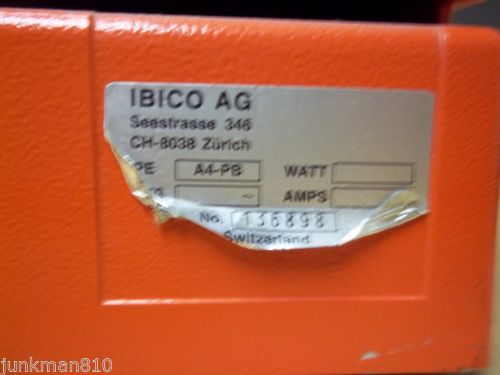 IBICO AG
Seestrasse 346
CH-8038 Zürich
PE A4-PB WATT
~ AMPS
No. 136898
Switzerland
junkman810